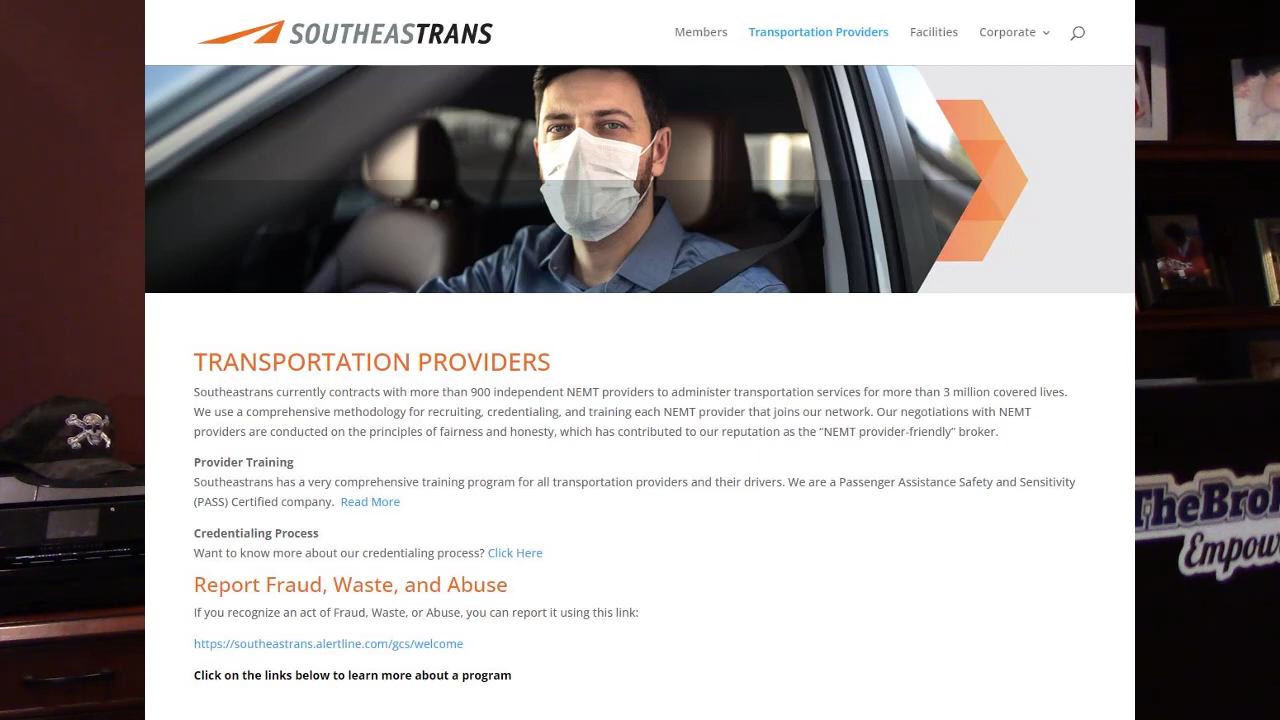 SOUTHEASTRANS
Members Transportation Providers Facilities Corporate
TRANSPORTATION PROVIDERS
Southeastrans currently contracts with more than 900 independent NEMT providers to administer transportation services for more than 3 million covered lives.
We use a comprehensive methodology for recruiting, credentialing, and training each NEMT provider that joins our network. Our negotiations with NEMT
providers are conducted on the principles of fairness and honesty, which has contributed to our reputation as the “NEMT provider-friendly” broker.
Provider Training
Southeastrans has a very comprehensive training program for all transportation providers and their drivers. We are a Passenger Assistance Safety and Sensitivity
(PASS) Certified company. Read More
Credentialing Process
Want to know more about our credentialing process? Click Here
Report Fraud, Waste, and Abuse
If you recognize an act of Fraud, Waste, or Abuse, you can report it using this link:
https://southeastrans.alertline.com/gcs/welcome
Click on the links below to learn more about a program
TheBro
Empow